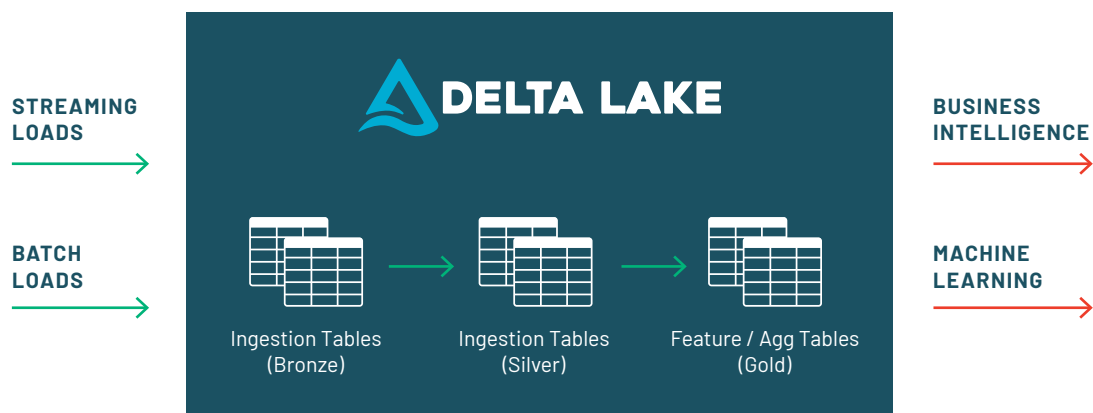 STREAMING
LOADS
BATCH
LOADS
DELTA LAKE
Ingestion Tables
(Bronze)
Ingestion Tables
(Silver)
Feature / Agg Tables
(Gold)
BUSINESS
INTELLIGENCE
MACHINE
LEARNING